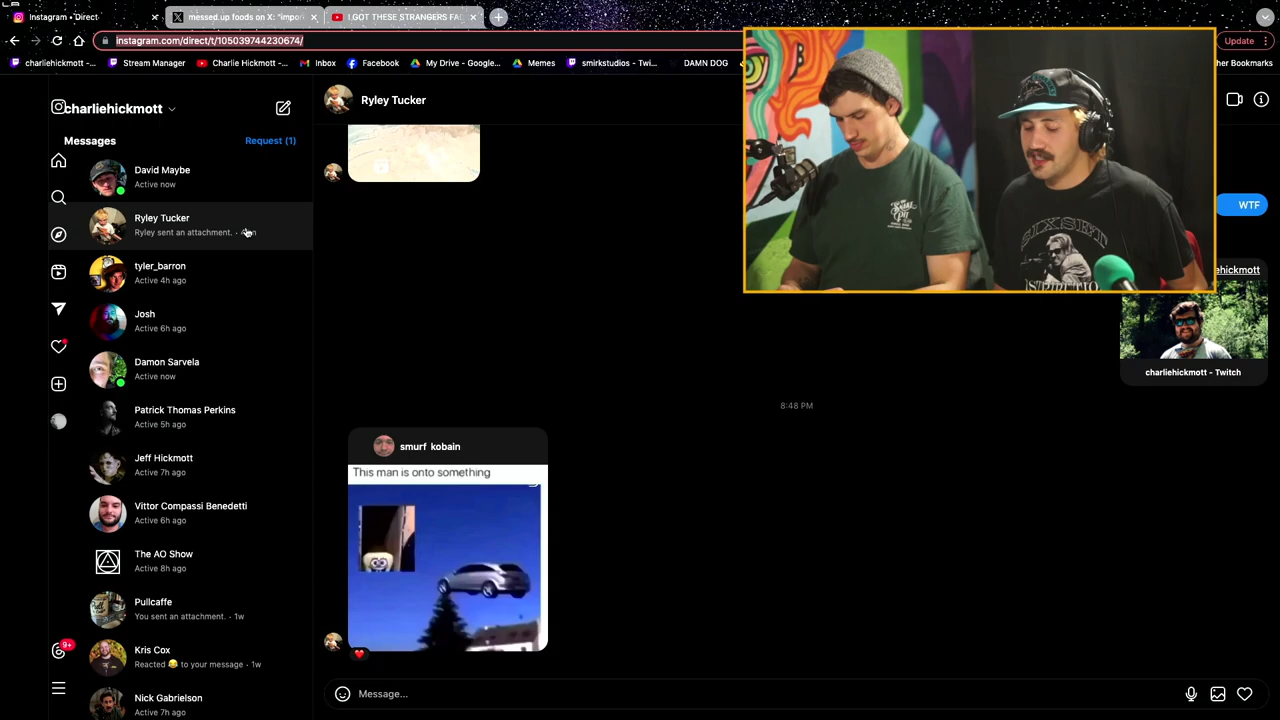 Instagram • Direct
messed.up foods on X: "impor
I GOT THESE STRANGERS FA
instagram.com/direct/t/105039744230674/
Update
charliehickmott -...
Stream Manager
Charlie Hickmott -...
Inbox
Facebook
My Drive - Google...
Memes
smirkstudios - Twi...
DAMN DOG
her Bookmarks
charliehickmott
Messages
Request (1)
David Maybe
Active now
Ryley Tucker
Ryley sent an attachment. ·
tyler_barron
Active 4h ago
Josh
Active 6h ago
Damon Sarvela
Active now
Patrick Thomas Perkins
Active 5h ago
Jeff Hickmott
Active 7h ago
Vittor Compassi Benedetti
Active 6h ago
The AO Show
Active 8h ago
Pullcaffe
You sent an attachment. · 1w
9+
Kris Cox
Reacted 😂 to your message · 1w
Nick Gabrielson
Active 7h ago
Ryley Tucker
WTF
ehickmott
charliehickmott - Twitch
8:48 PM
smurf kobain
This man is onto something
Message...
SIXSET